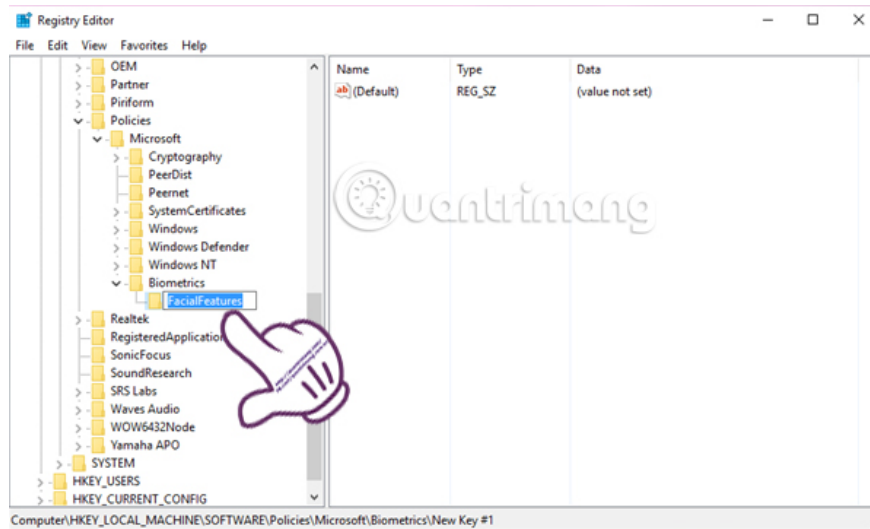 Registry Editor
File Edit View Favorites Help
OEM
Partner
Piriform
Policies
Microsoft
Cryptography
PeerDist
Peernet
SystemCertificates
Windows
Windows Defender
Windows NT
Biometrics
FacialFeatures
Realtek
RegisteredApplication
SonicFocus
SoundResearch
SRS Labs
Waves Audio
WOW6432Node
Yamaha APO
SYSTEM
HKEY_USERS
HKEY_CURRENT_CONFIG
Name Type Data
ab (Default) REG_SZ (value not set)
Quantrimang
Computer\HKEY_LOCAL_MACHINE\SOFTWARE\Policies\Microsoft\Biometrics\New Key #1